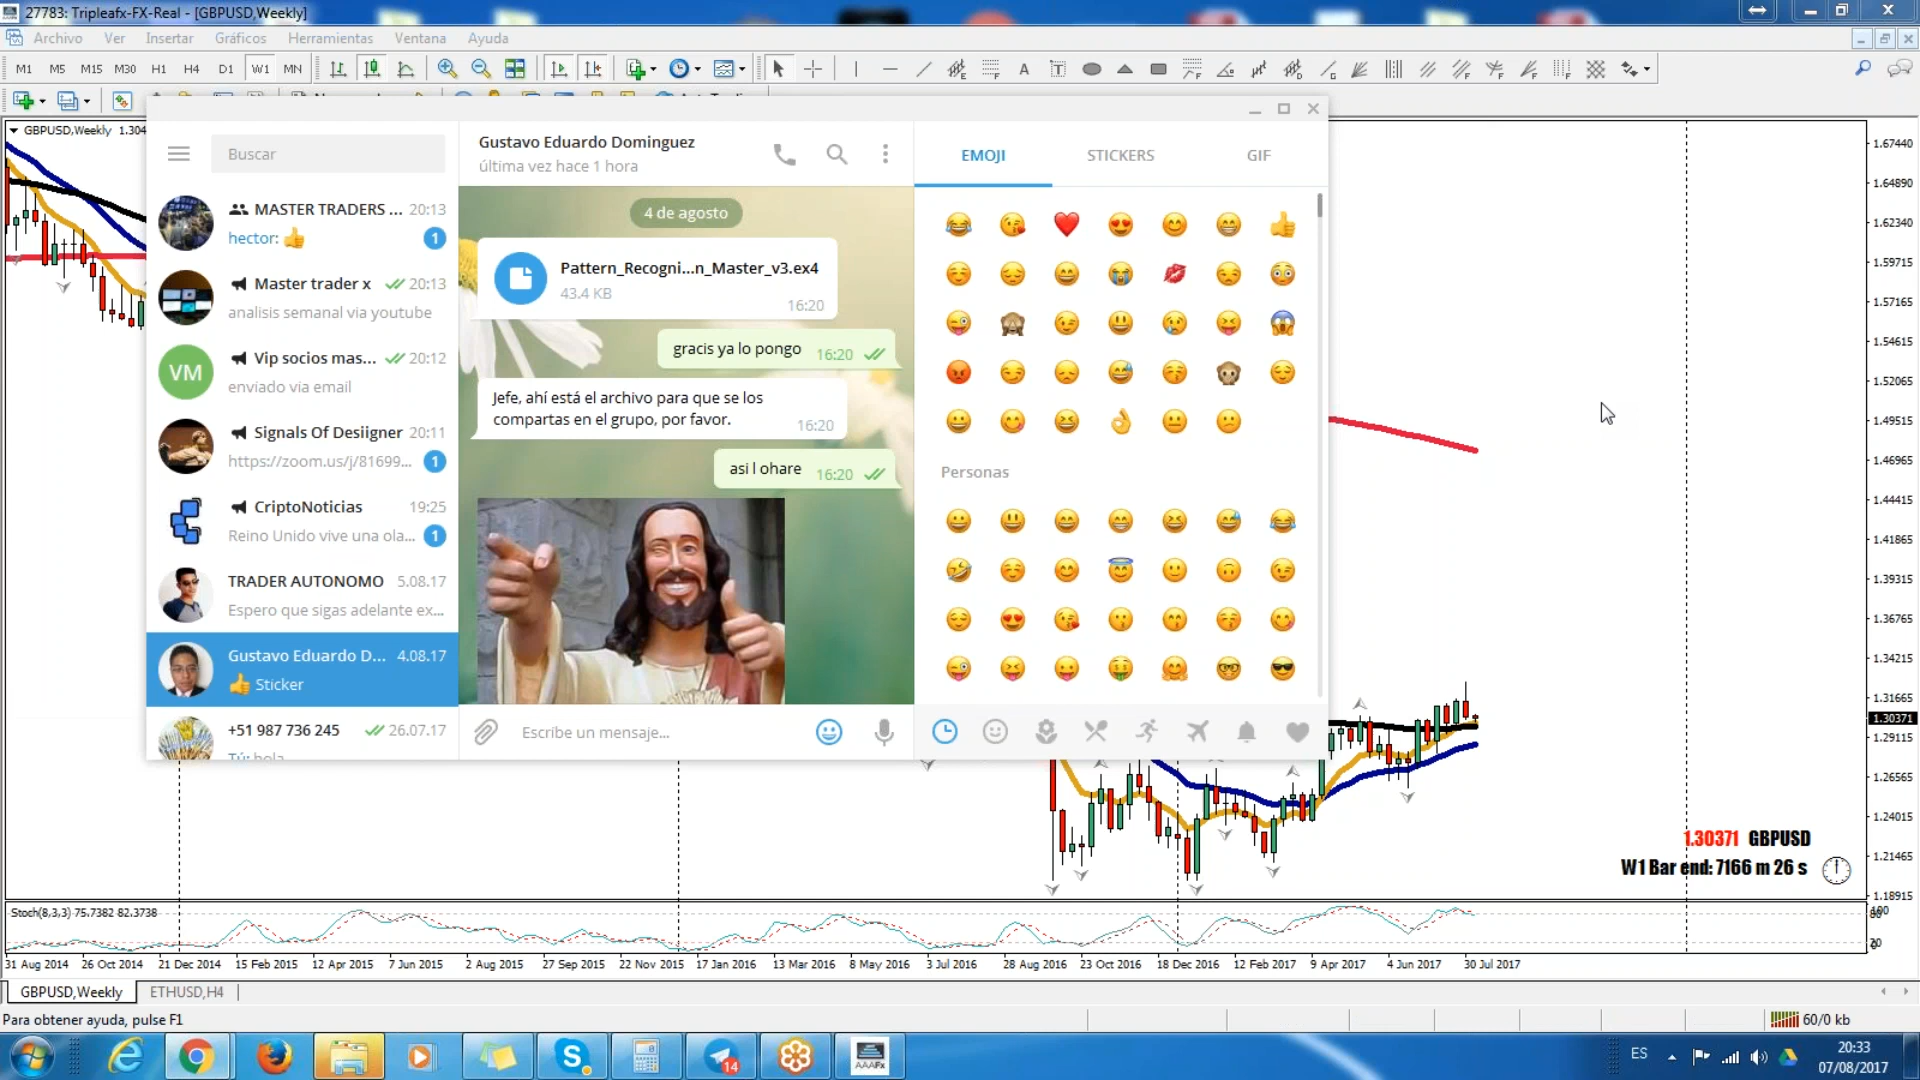 27783: Tripleafx-FX-Real - [GBPUSD,Weekly]
Archivo Ver Insertar Gráficos Herramientas Ventana Ayuda
M1 M5 M15 M30 H1 H4 D1 W1 MN
GBPUSD,Weekly 1.304
Buscar
MASTER TRADERS ... 20:13
hector: 👍 1
Master trader x 20:13
analisis semanal via youtube
VM
Vip socios mas... 20:12
enviado via email
Signals Of Desiigner 20:11
https://zoom.us/j/81699... 1
CriptoNoticias 19:25
Reino Unido vive una ola... 1
TRADER AUTONOMO 5.08.17
Espero que sigas adelante ex...
Gustavo Eduardo D... 4.08.17
👍 Sticker
+51 987 736 245 26.07.17
Tú: hola
Gustavo Eduardo Dominguez
última vez hace 1 hora
4 de agosto
Pattern_Recogni...n_Master_v3.ex4
43.4 KB
16:20
gracis ya lo pongo 16:20
Jefe, ahí está el archivo para que se los
compartas en el grupo, por favor. 16:20
asi l ohare 16:20
Escribe un mensaje...
EMOJI STICKERS GIF
Personas
1.67440
1.64890
1.62340
1.59715
1.57165
1.54615
1.52065
1.49515
1.46965
1.44415
1.41865
1.39315
1.36765
1.34215
1.31665
1.30371
1.29115
1.26565
1.24015
1.21465
1.18915
1.30371 GBPUSD
W1 Bar end: 7166 m 26 s
Stoch(8,3,3) 75.7382 82.3738
20
31 Aug 2014 26 Oct 2014 21 Dec 2014 15 Feb 2015 12 Apr 2015 7 Jun 2015 2 Aug 2015 27 Sep 2015 22 Nov 2015 17 Jan 2016 13 Mar 2016 8 May 2016 3 Jul 2016 28 Aug 2016 23 Oct 2016 18 Dec 2016 12 Feb 2017 9 Apr 2017 4 Jun 2017 30 Jul 2017
GBPUSD,Weekly ETHUSD,H4
Para obtener ayuda, pulse F1
60/0 kb
14
AAAFx
ES
20:33
07/08/2017